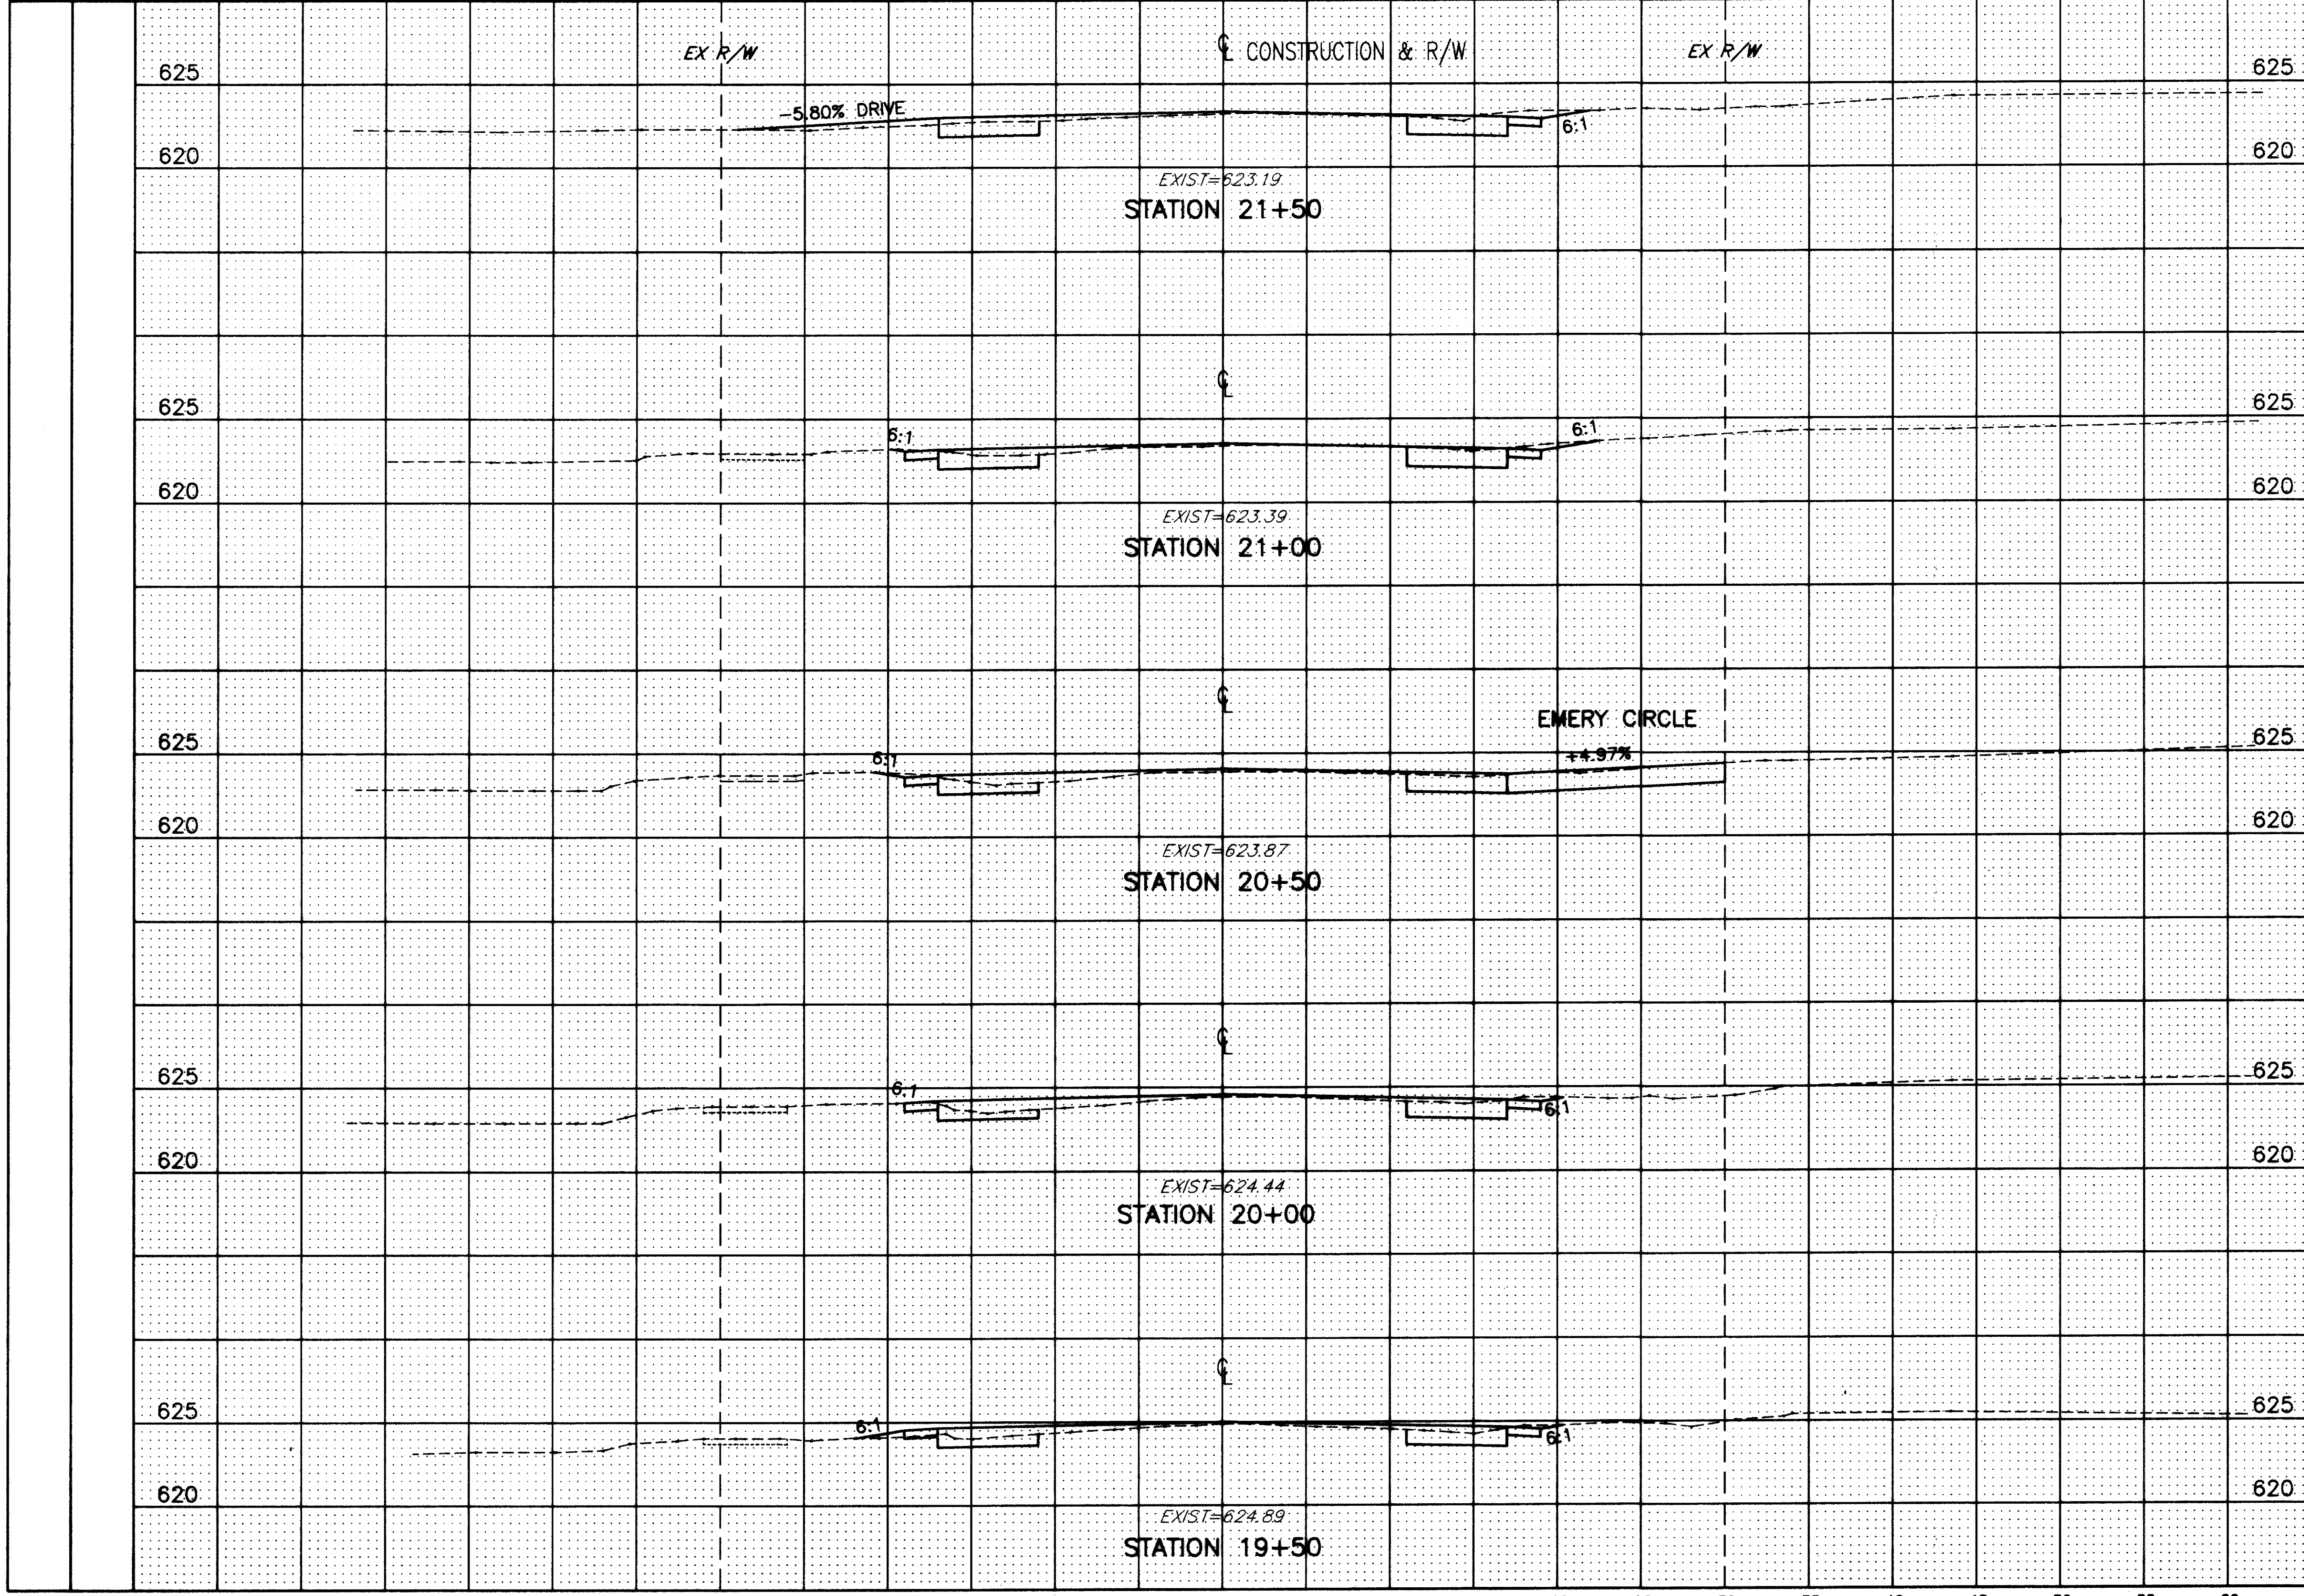 EX R/W
℄ CONSTRUCTION & R/W
EX R/W
625
625
-5.80% DRIVE
6:1
620
620
EXIST=623.19
STATION 21+50
℄
625
625
6:1
6:1
620
620
EXIST=623.39
STATION 21+00
℄
EMERY CIRCLE
625
625
6:1
+4.97%
620
620
EXIST=623.87
STATION 20+50
℄
625
625
6:1
6:1
620
620
EXIST=624.44
STATION 20+00
℄
625
625
6:1
6:1
620
620
EXIST=624.89
STATION 19+50